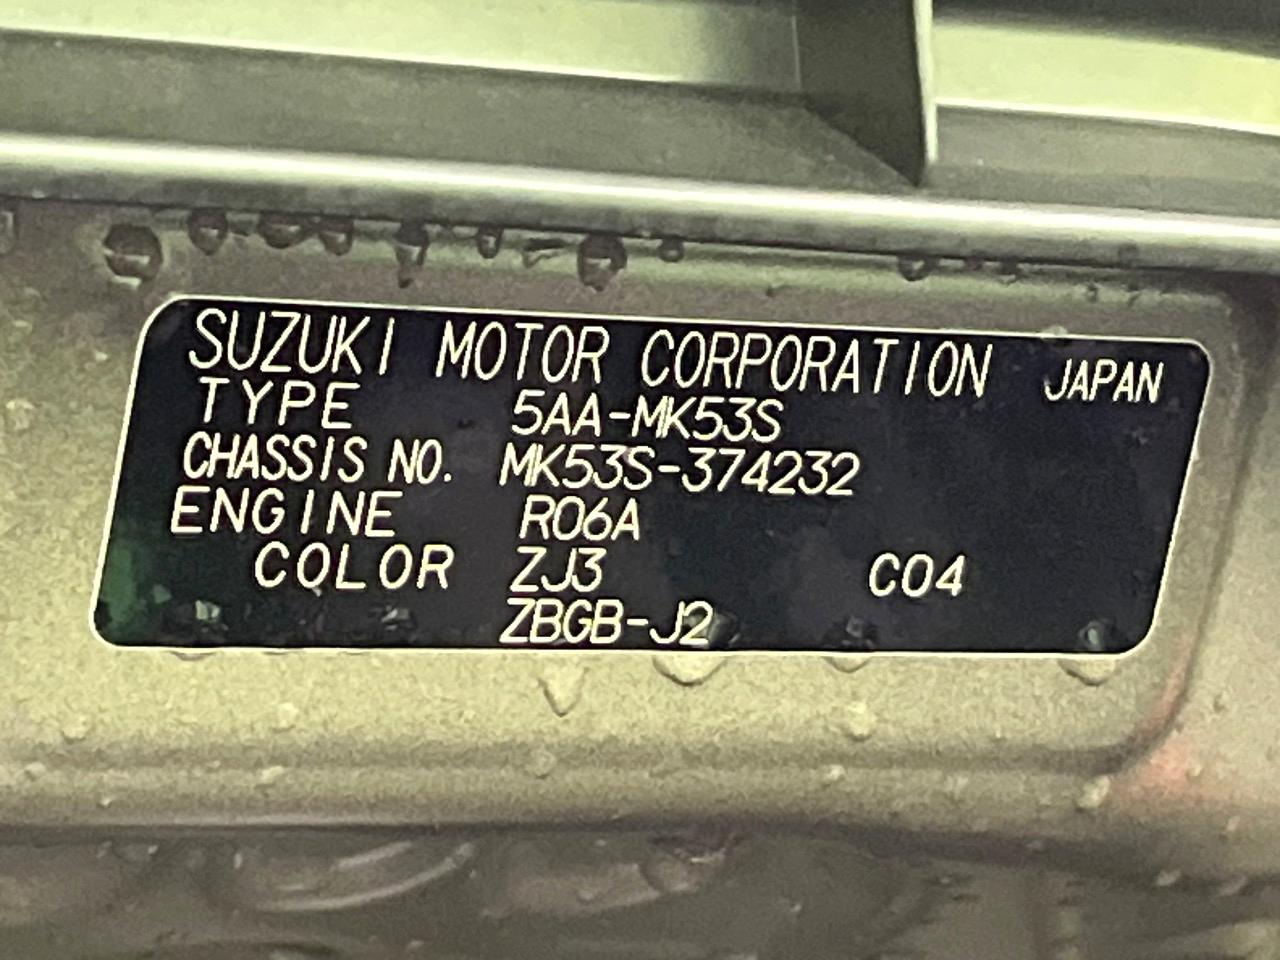 SUZUKI MOTOR CORPORATION JAPAN
TYPE 5AA-MK53S
CHASSIS NO. MK53S-374232
ENGINE R06A
COLOR ZJ3 C04
ZBGB-J2